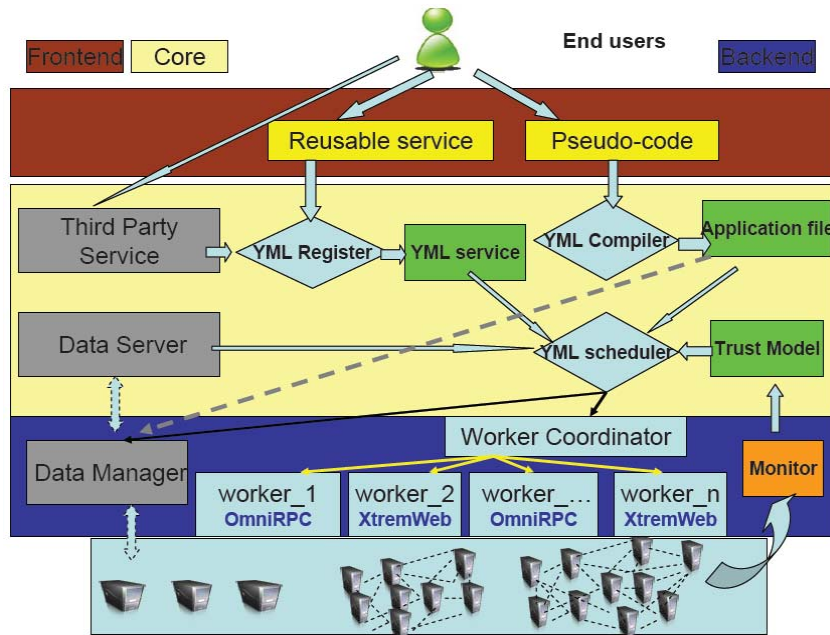 End users
Frontend
Core
Backend
Reusable service
Pseudo-code
Third Party
Service
YML Register
YML service
YML Compiler
Application file
Data Server
YML scheduler
Trust Model
Worker Coordinator
Data Manager
Monitor
worker_1
OmniRPC
worker_2
XtremWeb
worker_...
OmniRPC
worker_n
XtremWeb